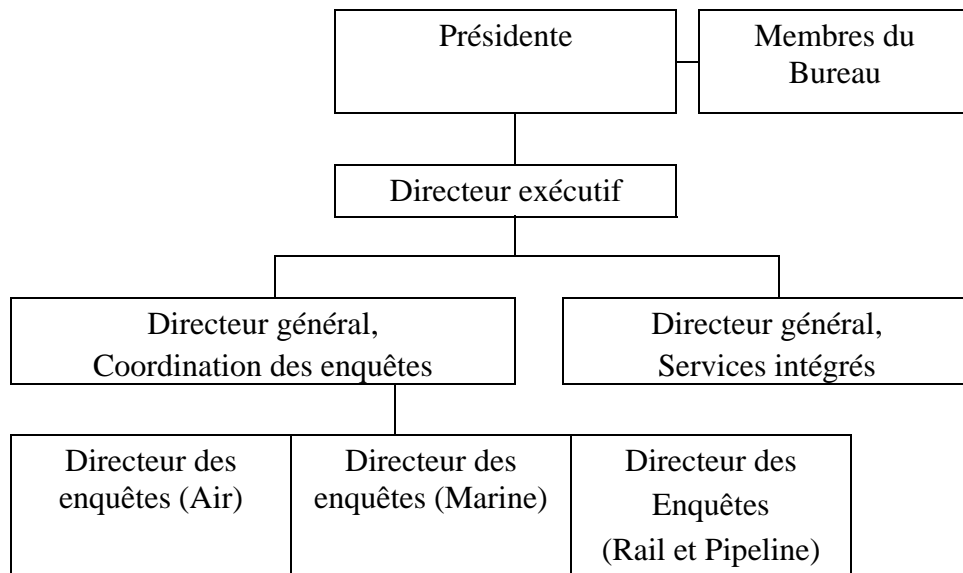 Présidente
Membres du
Bureau
Directeur exécutif
Directeur général,
Coordination des enquêtes
Directeur général,
Services intégrés
Directeur des
enquêtes (Air)
Directeur des
enquêtes (Marine)
Directeur des
Enquêtes
(Rail et Pipeline)